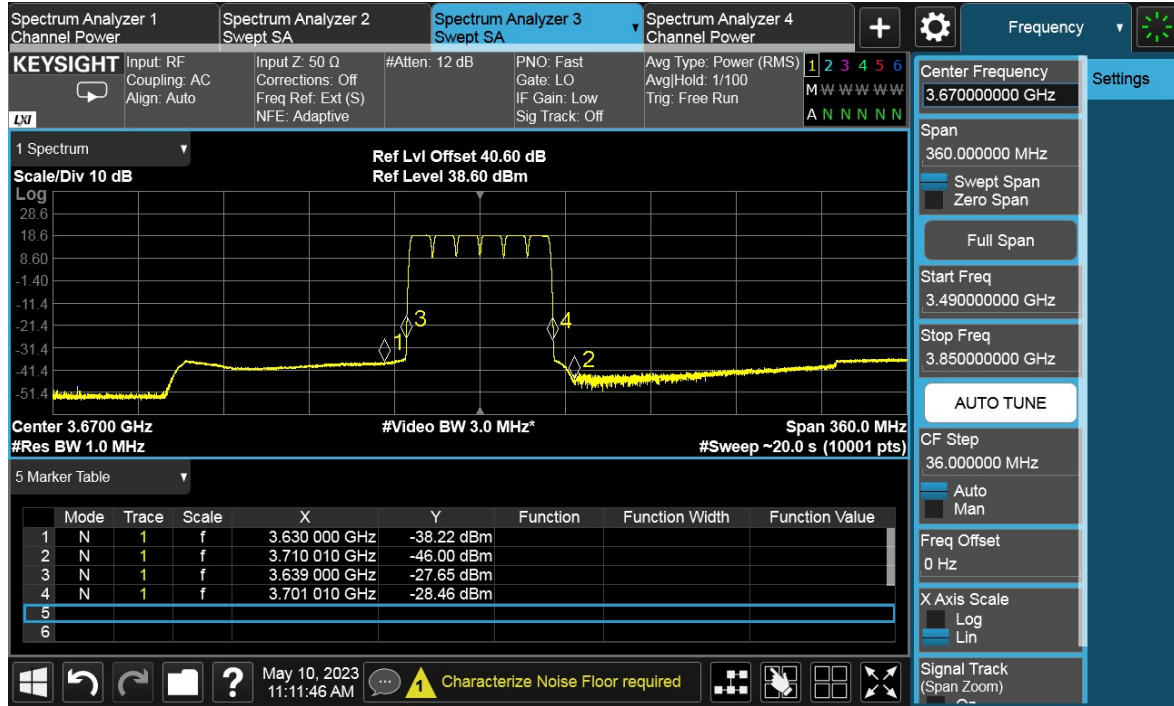 Spectrum Analyzer 1
Channel Power
Spectrum Analyzer 2
Swept SA
Spectrum Analyzer 3
Swept SA
Spectrum Analyzer 4
Channel Power
+
Frequency
KEYSIGHT
LXI
Input: RF
Coupling: AC
Align: Auto
Input Z: 50 Ω
Corrections: Off
Freq Ref: Ext (S)
NFE: Adaptive
#Atten: 12 dB
PNO: Fast
Gate: LO
IF Gain: Low
Sig Track: Off
Avg Type: Power (RMS)
Avg|Hold: 1/100
Trig: Free Run
1 2 3 4 5 6
M W W W W W
A N N N N N
1 Spectrum
Scale/Div 10 dB
Ref Lvl Offset 40.60 dB
Ref Level 38.60 dBm
Log
28.6
18.6
8.60
-1.40
-11.4
-21.4
-31.4
-41.4
-51.4
1
3
4
2
Center 3.6700 GHz
#Video BW 3.0 MHz*
Span 360.0 MHz
#Res BW 1.0 MHz
#Sweep ~20.0 s (10001 pts)
5 Marker Table
Mode Trace Scale X Y Function Function Width Function Value
1 N 1 f 3.630 000 GHz -38.22 dBm
2 N 1 f 3.710 010 GHz -46.00 dBm
3 N 1 f 3.639 000 GHz -27.65 dBm
4 N 1 f 3.701 010 GHz -28.46 dBm
5
6
?
May 10, 2023
11:11:46 AM
1
Characterize Noise Floor required
Center Frequency
3.670000000 GHz
Span
360.000000 MHz
Swept Span
Zero Span
Full Span
Start Freq
3.490000000 GHz
Stop Freq
3.850000000 GHz
AUTO TUNE
CF Step
36.000000 MHz
Auto
Man
Freq Offset
0 Hz
X Axis Scale
Log
Lin
Signal Track
(Span Zoom)
Settings